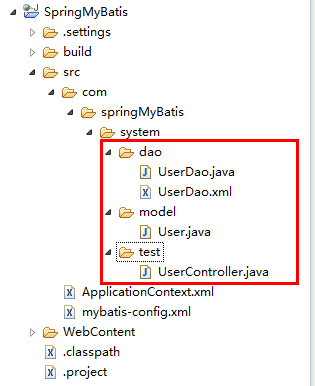 SpringMyBatis
.settings
build
src
com
springMyBatis
system
dao
UserDao.java
UserDao.xml
model
User.java
test
UserController.java
ApplicationContext.xml
mybatis-config.xml
WebContent
.classpath
.project